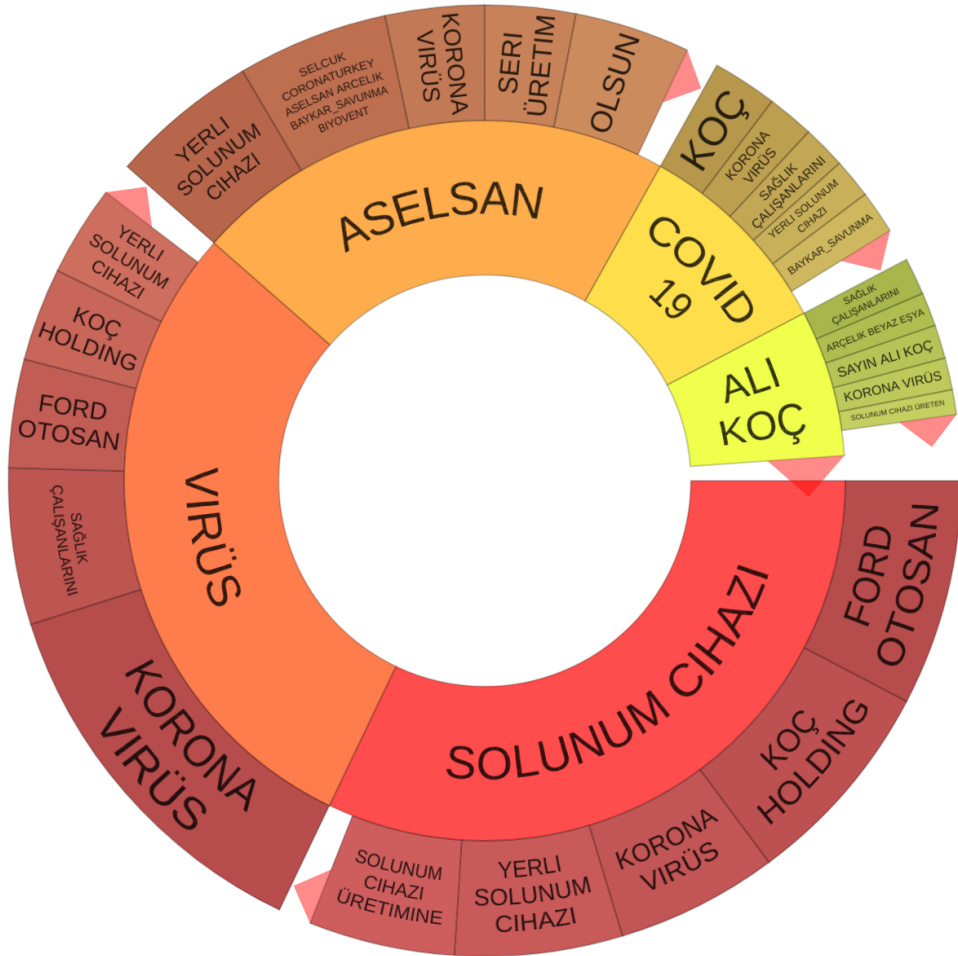 SOLUNUM CIHAZI
FORD
OTOSAN
KOÇ
HOLDING
KORONA
VIRÜS
YERLI
SOLUNUM
CIHAZI
SOLUNUM
CIHAZI
ÜRETIMINE
VIRÜS
KORONA
VIRÜS
SAĞLIK
ÇALIŞANLARINI
FORD
OTOSAN
KOÇ
HOLDING
YERLI
SOLUNUM
CIHAZI
ASELSAN
YERLI
SOLUNUM
CIHAZI
SELCUK
CORONATURKEY
ASELSAN ARCELIK
BAYKAR_SAVUNMA
BIYOVENT
KORONA
VIRÜS
SERI
ÜRETIM
OLSUN
COVID
19
KOÇ
KORONA
VIRÜS
SAĞLIK
ÇALIŞANLARINI
YERLI SOLUNUM
CIHAZI
BAYKAR_SAVUNMA
ALI
KOÇ
SAĞLIK
ÇALIŞANLARINI
ARÇELIK BEYAZ EŞYA
SAYIN ALI KOÇ
KORONA VIRÜS
SOLUNUM CIHAZI ÜRETEN